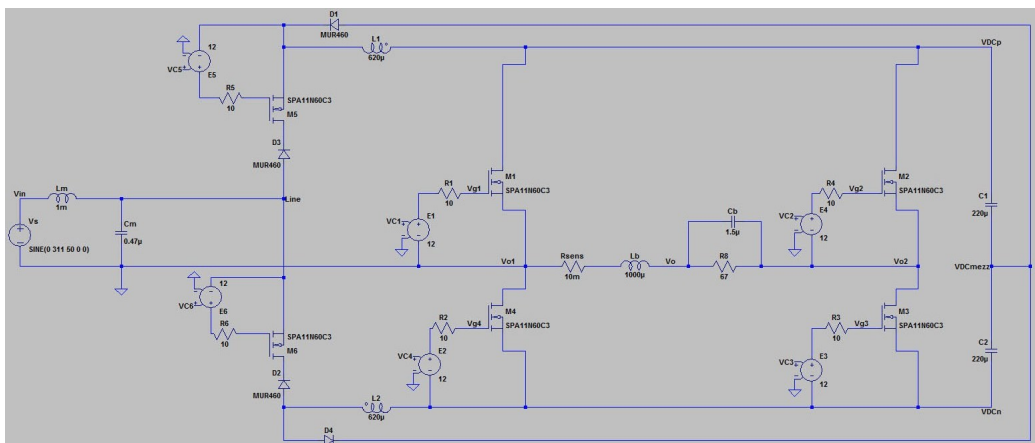 D1
MUR460
L1
620µ
VDCp
12
VC5
E5
R5
10
SPA11N60C3
M5
D3
MUR460
Vin
Lm
1m
Line
Vs
SINE(0 311 50 0 0)
Cm
0.47µ
R1
10
Vg1
M1
SPA11N60C3
VC1
E1
12
R4
10
Vg2
M2
SPA11N60C3
VC2
E4
12
C1
220µ
Cb
1.5µ
Vo1
Rsens
10m
Lb
1000µ
Vo
R8
67
Vo2
VDCmezz
12
VC6
E6
R6
10
SPA11N60C3
M6
D2
MUR460
R2
10
Vg4
M4
SPA11N60C3
VC4
E2
12
R3
10
Vg3
M3
SPA11N60C3
VC3
E3
12
C2
220µ
L2
620µ
VDCn
D4